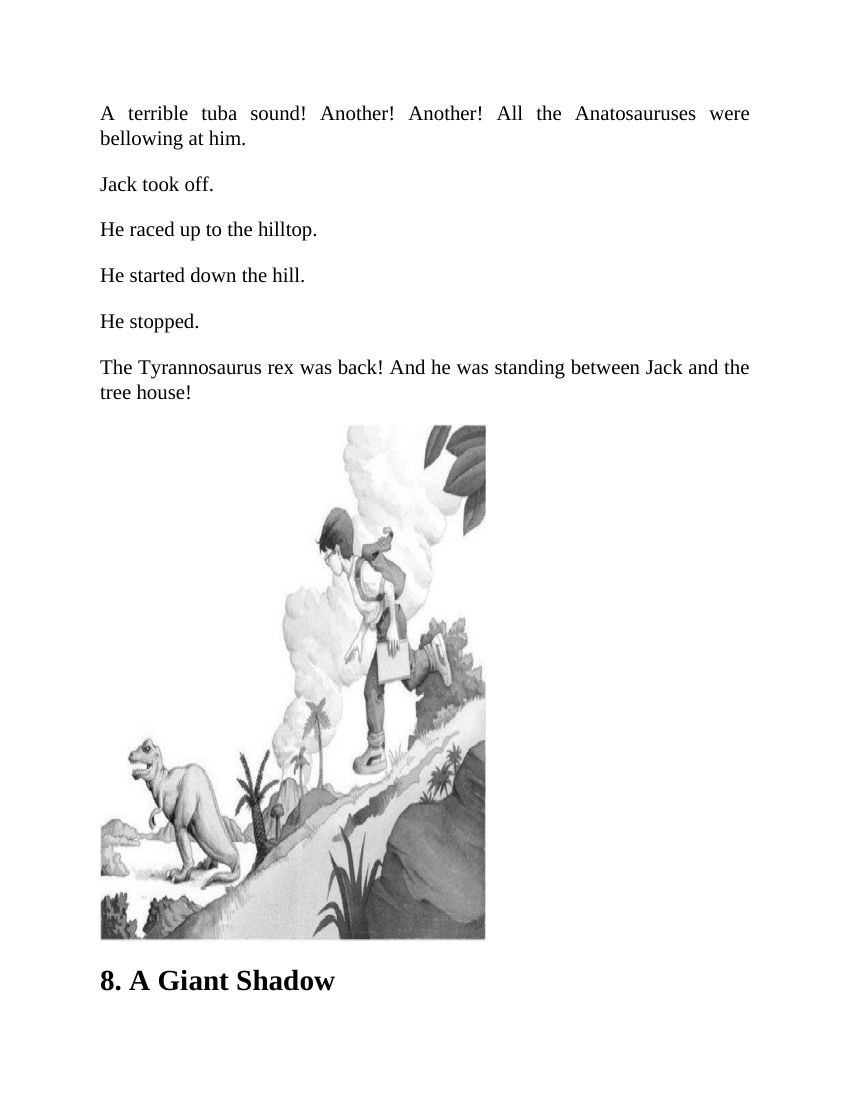 A terrible tuba sound! Another! Another! All the Anatosauruses were
bellowing at him.
Jack took off.
He raced up to the hilltop.
He started down the hill.
He stopped.
The Tyrannosaurus rex was back! And he was standing between Jack and the
tree house!
8. A Giant Shadow